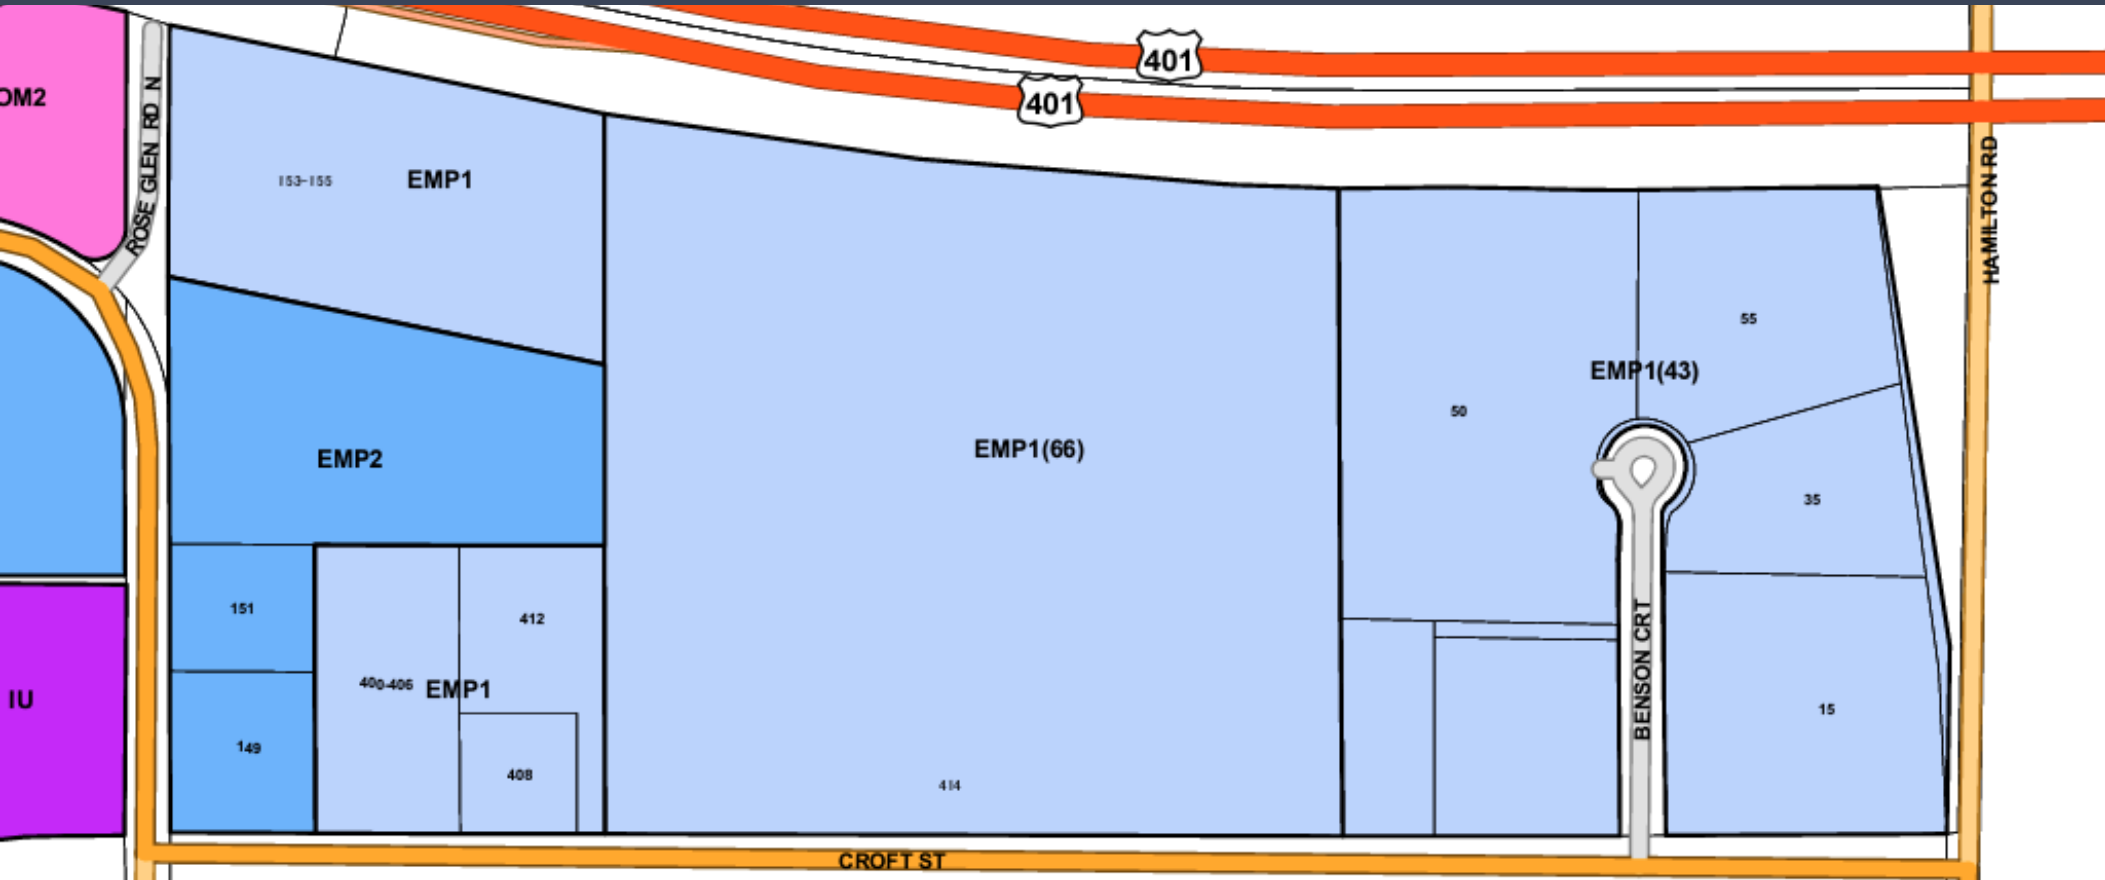 401
401
OM2
ROSE GLEN RD N
153-155
EMP1
HAMILTON RD
55
EMP1(43)
50
EMP1(66)
EMP2
35
151
412
400-406
EMP1
IU
BENSON CRT
15
149
408
414
CROFT ST